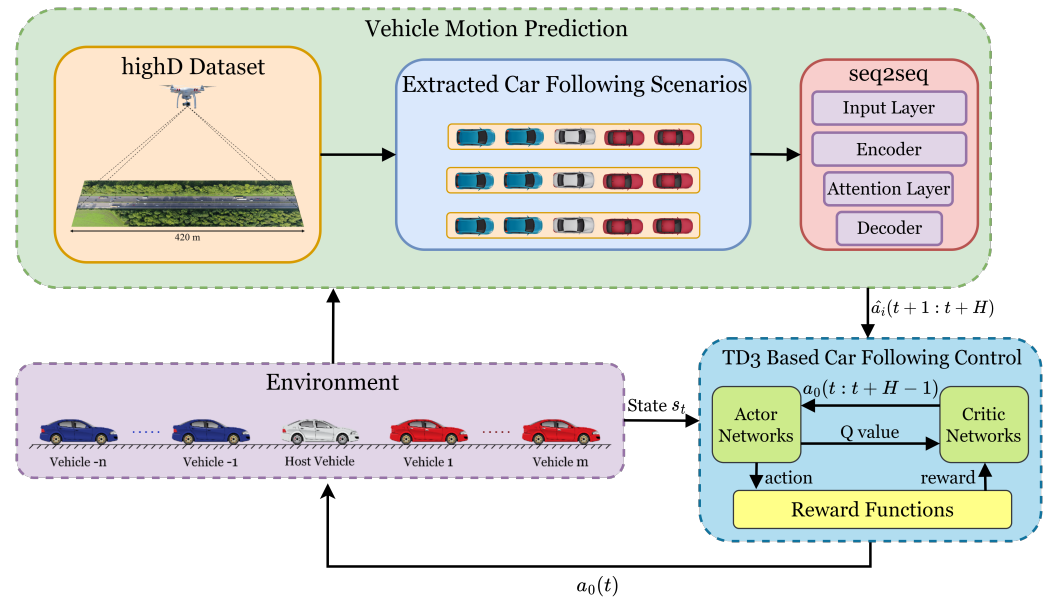 Vehicle Motion Prediction
highD Dataset
420 m
Extracted Car Following Scenarios
seq2seq
Input Layer
Encoder
Attention Layer
Decoder
$\hat{a_i}(t+1:t+H)$
Environment
Vehicle -n
Vehicle -1
Host Vehicle
Vehicle 1
Vehicle m
State $s_t$
TD3 Based Car Following Control
$a_0(t:t+H-1)$
Actor
Networks
Q value
Critic
Networks
action
reward
Reward Functions
$a_0(t)$